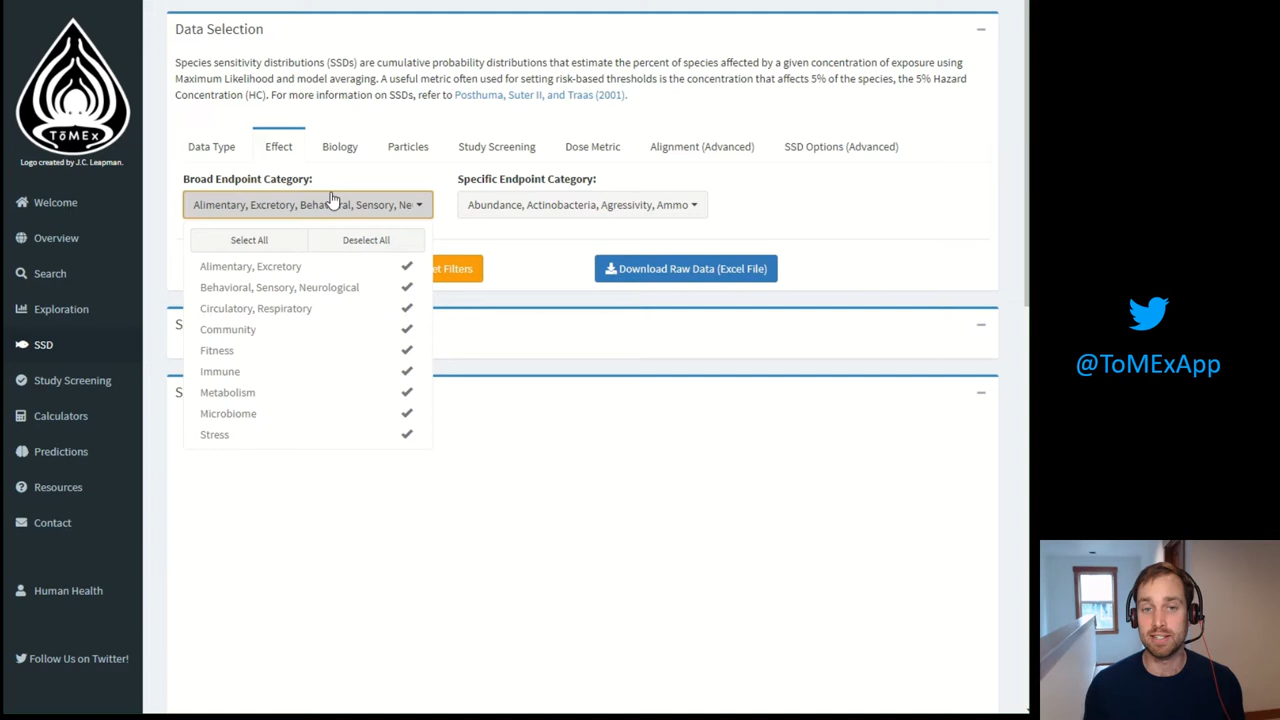 TōMEx
Logo created by J.C. Leapman.
Welcome
Overview
Search
Exploration
SSD
Study Screening
Calculators
Predictions
Resources
Contact
Human Health
Follow Us on Twitter!
Data Selection
Species sensitivity distributions (SSDs) are cumulative probability distributions that estimate the percent of species affected by a given concentration of exposure using
Maximum Likelihood and model averaging. A useful metric often used for setting risk-based thresholds is the concentration that affects 5% of the species, the 5% Hazard
Concentration (HC). For more information on SSDs, refer to Posthuma, Suter II, and Traas (2001).
Data Type Effect Biology Particles Study Screening Dose Metric Alignment (Advanced) SSD Options (Advanced)
Broad Endpoint Category: Specific Endpoint Category:
Alimentary, Excretory, Sensory, Ne Abundance, Actinobacteria, Agressivity, Ammo
Select All Deselect All
Alimentary, Excretory
Behavioral, Sensory, Neurological
Circulatory, Respiratory
Community
Fitness
Immune
Metabolism
Microbiome
Stress
Filters Download Raw Data (Excel File)
@ToMExApp